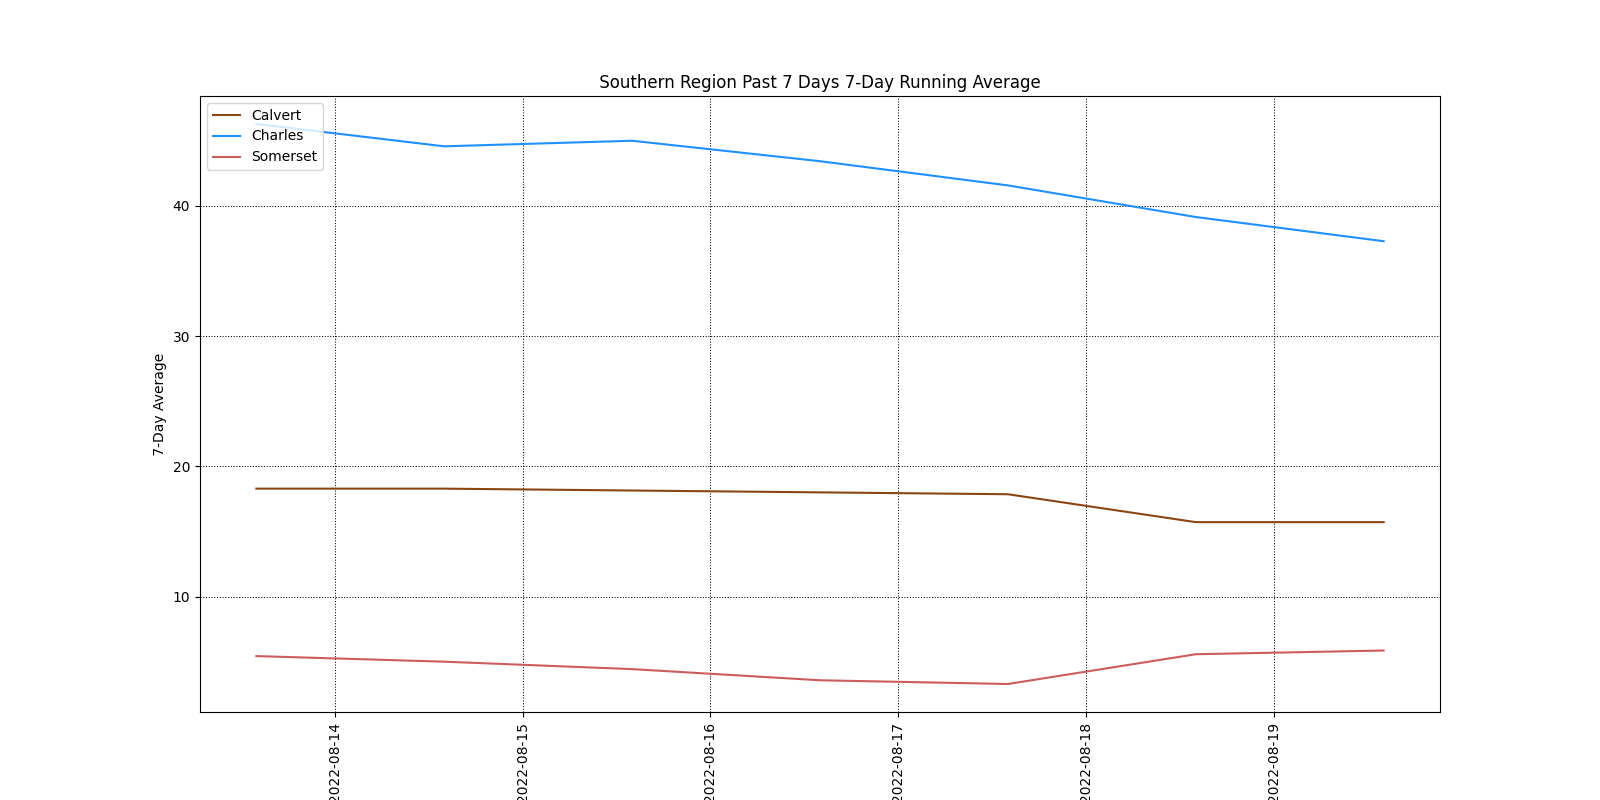 Southern Region Past 7 Days 7-Day Running Average
Calvert
Charles
Somerset
7-Day Average
40
30
20
10
2022-08-14
2022-08-15
2022-08-16
2022-08-17
2022-08-18
2022-08-19